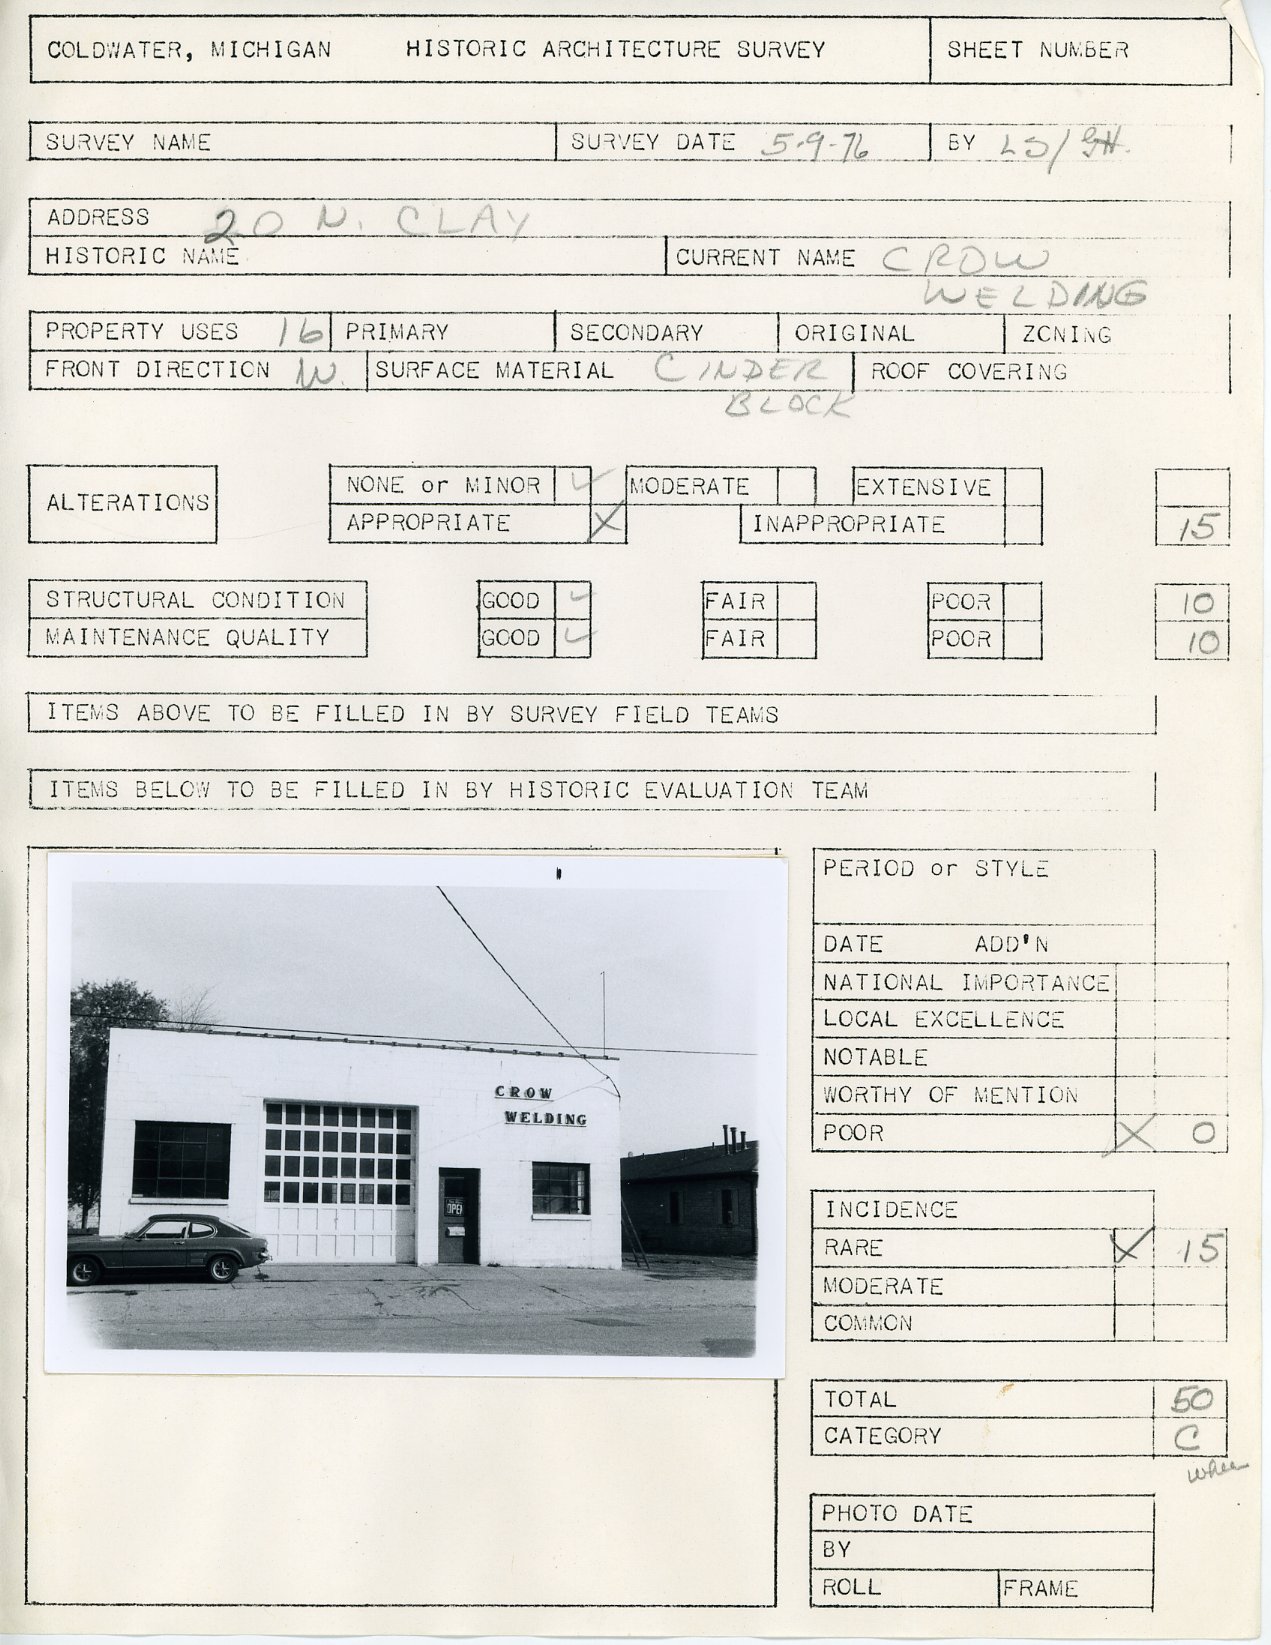 COLDWATER, MICHIGAN HISTORIC ARCHITECTURE SURVEY SHEET NUMBER
SURVEY NAME SURVEY DATE 5-9-76 BY LS/GH.
ADDRESS 20 N. CLAY
HISTORIC NAME CURRENT NAME CROW
WELDING
PROPERTY USES 16 PRIMARY SECONDARY ORIGINAL ZONING
FRONT DIRECTION W. SURFACE MATERIAL CINDER ROOF COVERING
BLOCK
ALTERATIONS
NONE or MINOR ✓ MODERATE EXTENSIVE
APPROPRIATE X INAPPROPRIATE 15
STRUCTURAL CONDITION GOOD ✓ FAIR POOR 10
MAINTENANCE QUALITY GOOD ✓ FAIR POOR 10
ITEMS ABOVE TO BE FILLED IN BY SURVEY FIELD TEAMS
ITEMS BELOW TO BE FILLED IN BY HISTORIC EVALUATION TEAM
CROW
WELDING
OPEN
PERIOD or STYLE
DATE ADD'N
NATIONAL IMPORTANCE
LOCAL EXCELLENCE
NOTABLE
WORTHY OF MENTION
POOR X 0
INCIDENCE
RARE X 15
MODERATE
COMMON
TOTAL 50
CATEGORY C
PHOTO DATE
BY
ROLL FRAME